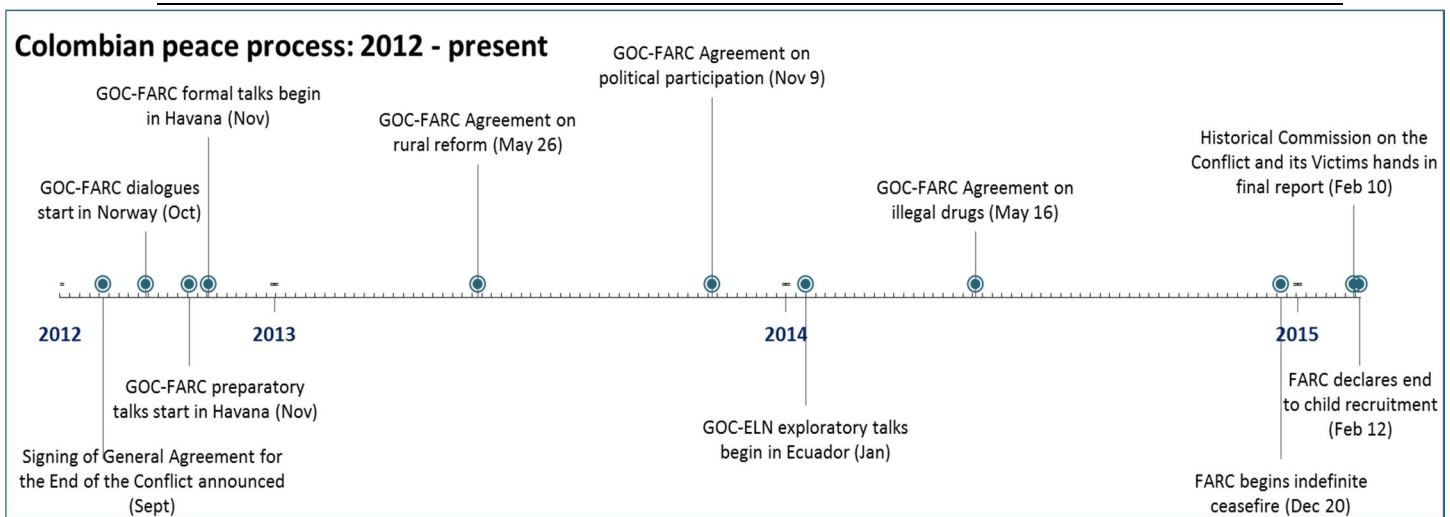 Colombian peace process: 2012 - present
GOC-FARC formal talks begin
in Havana (Nov)
GOC-FARC dialogues
start in Norway (Oct)
GOC-FARC Agreement on
rural reform (May 26)
GOC-FARC Agreement on
political participation (Nov 9)
GOC-FARC Agreement on
illegal drugs (May 16)
Historical Commission on the
Conflict and its Victims hands in
final report (Feb 10)
2012
2013
2014
2015
GOC-FARC preparatory
talks start in Havana (Nov)
Signing of General Agreement for
the End of the Conflict announced
(Sept)
GOC-ELN exploratory talks
begin in Ecuador (Jan)
FARC declares end
to child recruitment
(Feb 12)
FARC begins indefinite
ceasefire (Dec 20)